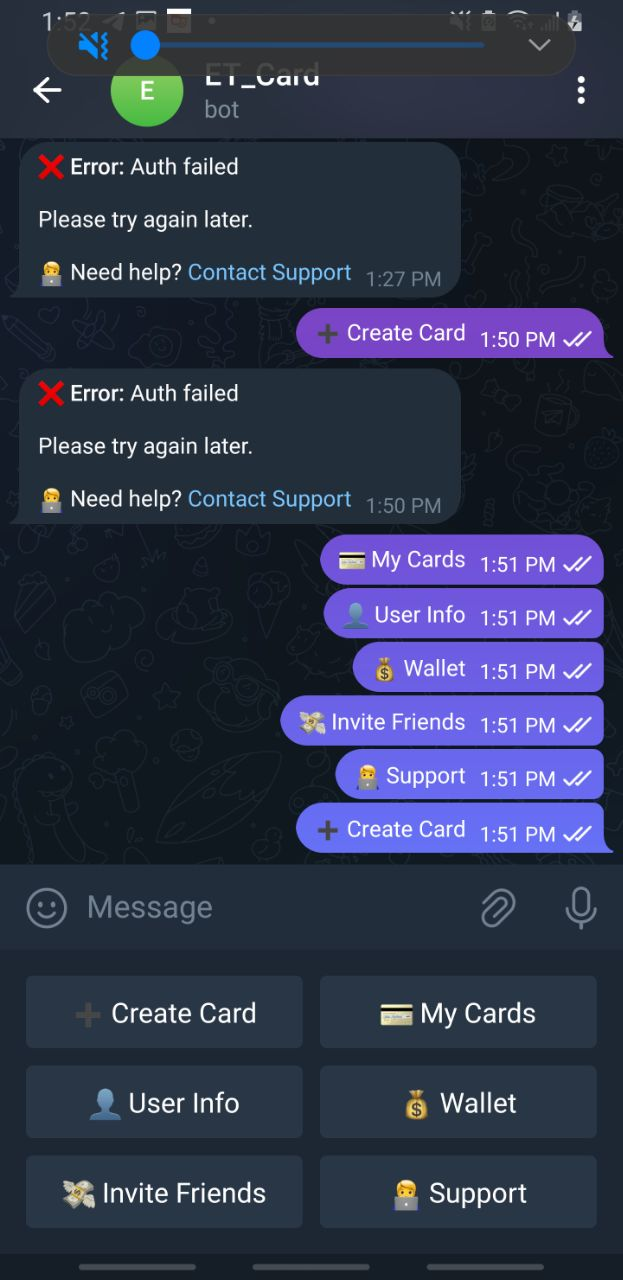 1:52
ET_Card
E
bot
❌ Error: Auth failed
Please try again later.
🧑‍💻 Need help? Contact Support 1:27 PM
➕ Create Card 1:50 PM
❌ Error: Auth failed
Please try again later.
🧑‍💻 Need help? Contact Support 1:50 PM
💳 My Cards 1:51 PM
👤 User Info 1:51 PM
💰 Wallet 1:51 PM
💸 Invite Friends 1:51 PM
🧑‍💻 Support 1:51 PM
➕ Create Card 1:51 PM
Message
➕ Create Card
💳 My Cards
👤 User Info
💰 Wallet
💸 Invite Friends
🧑‍💻 Support